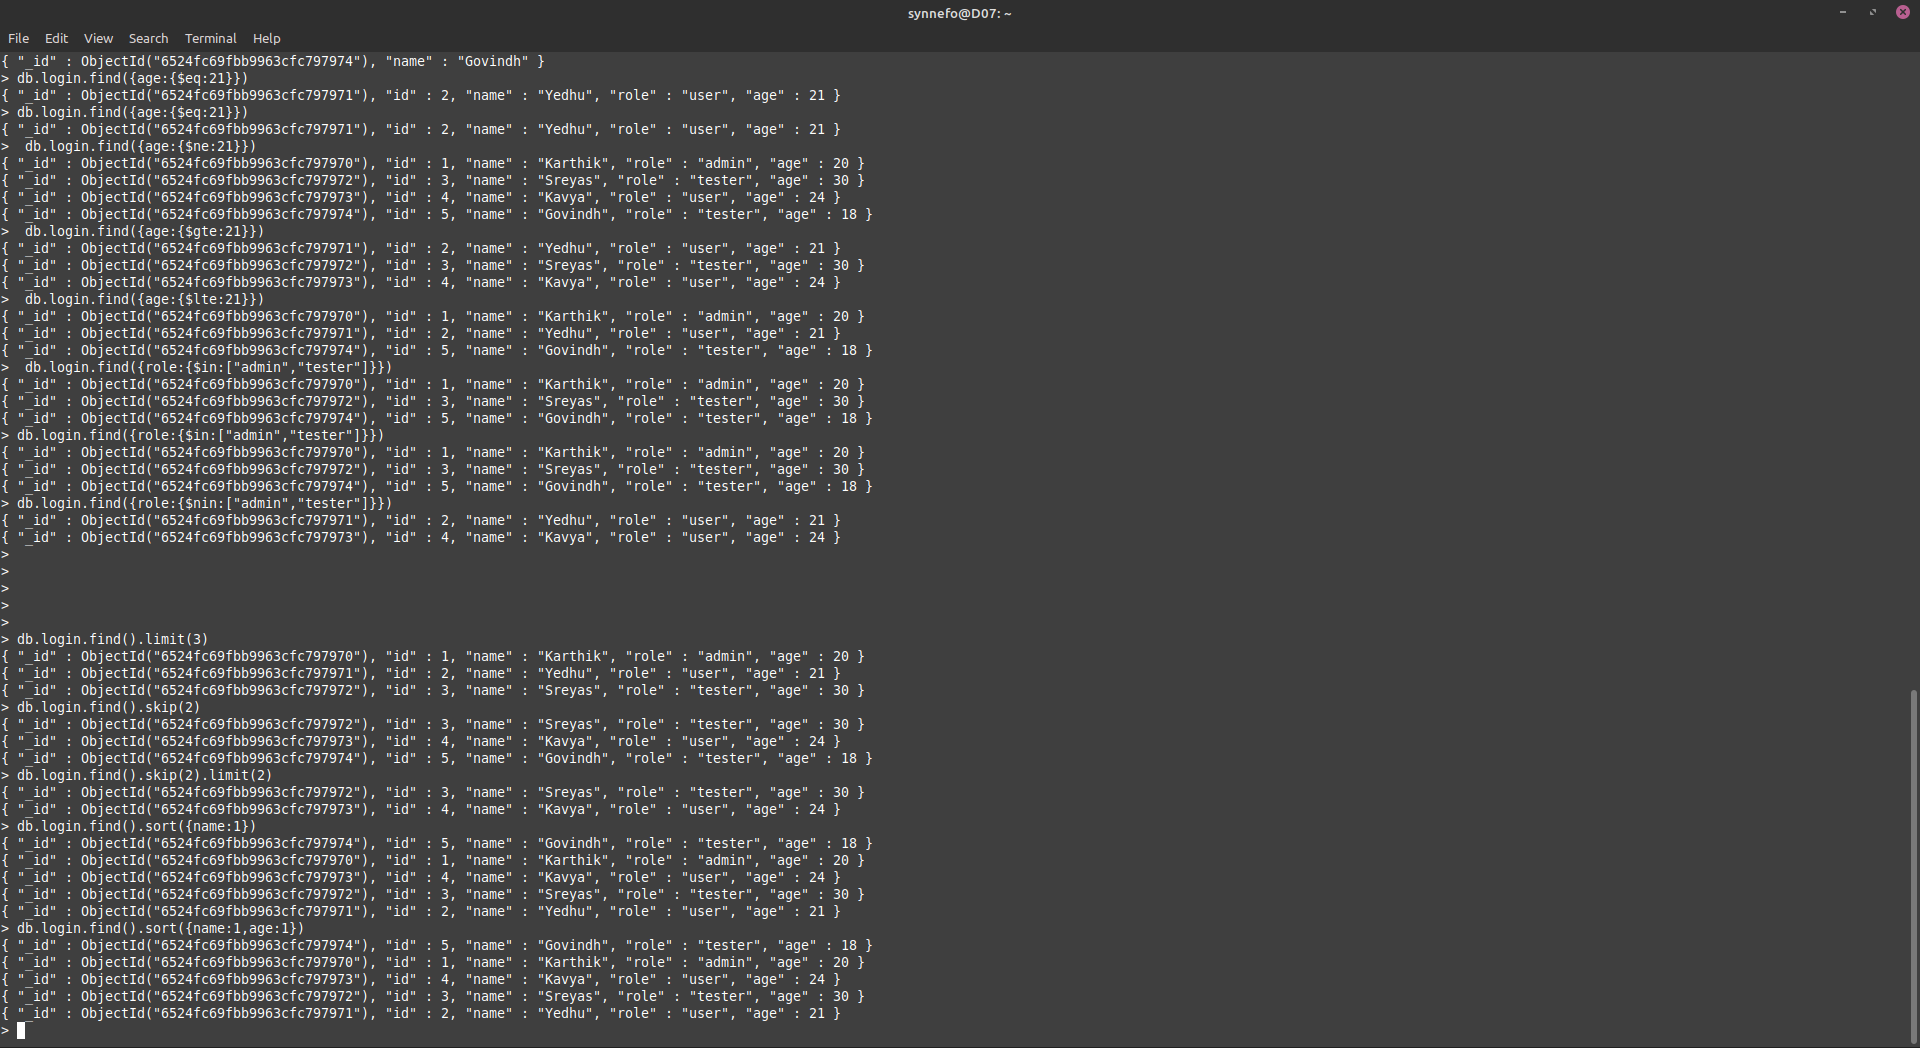 synnefo@D07: ~
File Edit View Search Terminal Help
{ "_id" : ObjectId("6524fc69fbb9963cfc797974"), "name" : "Govindh" }
> db.login.find({age:{$eq:21}})
{ "_id" : ObjectId("6524fc69fbb9963cfc797971"), "id" : 2, "name" : "Yedhu", "role" : "user", "age" : 21 }
> db.login.find({age:{$eq:21}})
{ "_id" : ObjectId("6524fc69fbb9963cfc797971"), "id" : 2, "name" : "Yedhu", "role" : "user", "age" : 21 }
>  db.login.find({age:{$ne:21}})
{ "_id" : ObjectId("6524fc69fbb9963cfc797970"), "id" : 1, "name" : "Karthik", "role" : "admin", "age" : 20 }
{ "_id" : ObjectId("6524fc69fbb9963cfc797972"), "id" : 3, "name" : "Sreyas", "role" : "tester", "age" : 30 }
{ "_id" : ObjectId("6524fc69fbb9963cfc797973"), "id" : 4, "name" : "Kavya", "role" : "user", "age" : 24 }
{ "_id" : ObjectId("6524fc69fbb9963cfc797974"), "id" : 5, "name" : "Govindh", "role" : "tester", "age" : 18 }
>  db.login.find({age:{$gte:21}})
{ "_id" : ObjectId("6524fc69fbb9963cfc797971"), "id" : 2, "name" : "Yedhu", "role" : "user", "age" : 21 }
{ "_id" : ObjectId("6524fc69fbb9963cfc797972"), "id" : 3, "name" : "Sreyas", "role" : "tester", "age" : 30 }
{ "_id" : ObjectId("6524fc69fbb9963cfc797973"), "id" : 4, "name" : "Kavya", "role" : "user", "age" : 24 }
>  db.login.find({age:{$lte:21}})
{ "_id" : ObjectId("6524fc69fbb9963cfc797970"), "id" : 1, "name" : "Karthik", "role" : "admin", "age" : 20 }
{ "_id" : ObjectId("6524fc69fbb9963cfc797971"), "id" : 2, "name" : "Yedhu", "role" : "user", "age" : 21 }
{ "_id" : ObjectId("6524fc69fbb9963cfc797974"), "id" : 5, "name" : "Govindh", "role" : "tester", "age" : 18 }
>  db.login.find({role:{$in:["admin","tester"]}})
{ "_id" : ObjectId("6524fc69fbb9963cfc797970"), "id" : 1, "name" : "Karthik", "role" : "admin", "age" : 20 }
{ "_id" : ObjectId("6524fc69fbb9963cfc797972"), "id" : 3, "name" : "Sreyas", "role" : "tester", "age" : 30 }
{ "_id" : ObjectId("6524fc69fbb9963cfc797974"), "id" : 5, "name" : "Govindh", "role" : "tester", "age" : 18 }
> db.login.find({role:{$in:["admin","tester"]}})
{ "_id" : ObjectId("6524fc69fbb9963cfc797970"), "id" : 1, "name" : "Karthik", "role" : "admin", "age" : 20 }
{ "_id" : ObjectId("6524fc69fbb9963cfc797972"), "id" : 3, "name" : "Sreyas", "role" : "tester", "age" : 30 }
{ "_id" : ObjectId("6524fc69fbb9963cfc797974"), "id" : 5, "name" : "Govindh", "role" : "tester", "age" : 18 }
> db.login.find({role:{$nin:["admin","tester"]}})
{ "_id" : ObjectId("6524fc69fbb9963cfc797971"), "id" : 2, "name" : "Yedhu", "role" : "user", "age" : 21 }
{ "_id" : ObjectId("6524fc69fbb9963cfc797973"), "id" : 4, "name" : "Kavya", "role" : "user", "age" : 24 }
>
>
>
>
>
> db.login.find().limit(3)
{ "_id" : ObjectId("6524fc69fbb9963cfc797970"), "id" : 1, "name" : "Karthik", "role" : "admin", "age" : 20 }
{ "_id" : ObjectId("6524fc69fbb9963cfc797971"), "id" : 2, "name" : "Yedhu", "role" : "user", "age" : 21 }
{ "_id" : ObjectId("6524fc69fbb9963cfc797972"), "id" : 3, "name" : "Sreyas", "role" : "tester", "age" : 30 }
> db.login.find().skip(2)
{ "_id" : ObjectId("6524fc69fbb9963cfc797972"), "id" : 3, "name" : "Sreyas", "role" : "tester", "age" : 30 }
{ "_id" : ObjectId("6524fc69fbb9963cfc797973"), "id" : 4, "name" : "Kavya", "role" : "user", "age" : 24 }
{ "_id" : ObjectId("6524fc69fbb9963cfc797974"), "id" : 5, "name" : "Govindh", "role" : "tester", "age" : 18 }
> db.login.find().skip(2).limit(2)
{ "_id" : ObjectId("6524fc69fbb9963cfc797972"), "id" : 3, "name" : "Sreyas", "role" : "tester", "age" : 30 }
{ "_id" : ObjectId("6524fc69fbb9963cfc797973"), "id" : 4, "name" : "Kavya", "role" : "user", "age" : 24 }
> db.login.find().sort({name:1})
{ "_id" : ObjectId("6524fc69fbb9963cfc797974"), "id" : 5, "name" : "Govindh", "role" : "tester", "age" : 18 }
{ "_id" : ObjectId("6524fc69fbb9963cfc797970"), "id" : 1, "name" : "Karthik", "role" : "admin", "age" : 20 }
{ "_id" : ObjectId("6524fc69fbb9963cfc797973"), "id" : 4, "name" : "Kavya", "role" : "user", "age" : 24 }
{ "_id" : ObjectId("6524fc69fbb9963cfc797972"), "id" : 3, "name" : "Sreyas", "role" : "tester", "age" : 30 }
{ "_id" : ObjectId("6524fc69fbb9963cfc797971"), "id" : 2, "name" : "Yedhu", "role" : "user", "age" : 21 }
> db.login.find().sort({name:1,age:1})
{ "_id" : ObjectId("6524fc69fbb9963cfc797974"), "id" : 5, "name" : "Govindh", "role" : "tester", "age" : 18 }
{ "_id" : ObjectId("6524fc69fbb9963cfc797970"), "id" : 1, "name" : "Karthik", "role" : "admin", "age" : 20 }
{ "_id" : ObjectId("6524fc69fbb9963cfc797973"), "id" : 4, "name" : "Kavya", "role" : "user", "age" : 24 }
{ "_id" : ObjectId("6524fc69fbb9963cfc797972"), "id" : 3, "name" : "Sreyas", "role" : "tester", "age" : 30 }
{ "_id" : ObjectId("6524fc69fbb9963cfc797971"), "id" : 2, "name" : "Yedhu", "role" : "user", "age" : 21 }
>